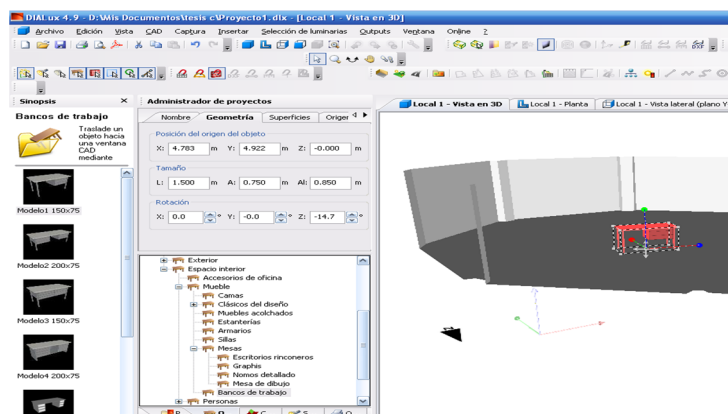 DIALux 4.9 - D:\Mis Documentos\tesis c\Proyecto1.dlx - [Local 1 - Vista en 3D]
Archivo Edición Vista CAD Captura Insertar Selección de luminarias Outputs Ventana Online ?
Sinopsis
Bancos de trabajo
Traslade un
objeto hacia
una ventana
CAD
mediante
Modelo1 150x75
Modelo2 200x75
Modelo3 150x75
Modelo4 200x75
Administrador de proyectos
Nombre Geometría Superficies Origer
Posición del origen del objeto
X: 4.783 m Y: 4.922 m Z: -0.000 m
Tamaño
L: 1.500 m A: 0.750 m Al: 0.850 m
Rotación
X: 0.0 ° Y: -0.0 ° Z: -14.7 °
Exterior
Espacio interior
Accesorios de oficina
Mueble
Camas
Clásicos del diseño
Muebles acolchados
Estanterías
Armarios
Sillas
Mesas
Escritorios rinconeros
Graphis
Nomos detallado
Mesa de dibujo
Bancos de trabajo
Personas
Local 1 - Vista en 3D Local 1 - Planta Local 1 - Vista lateral (plano Y